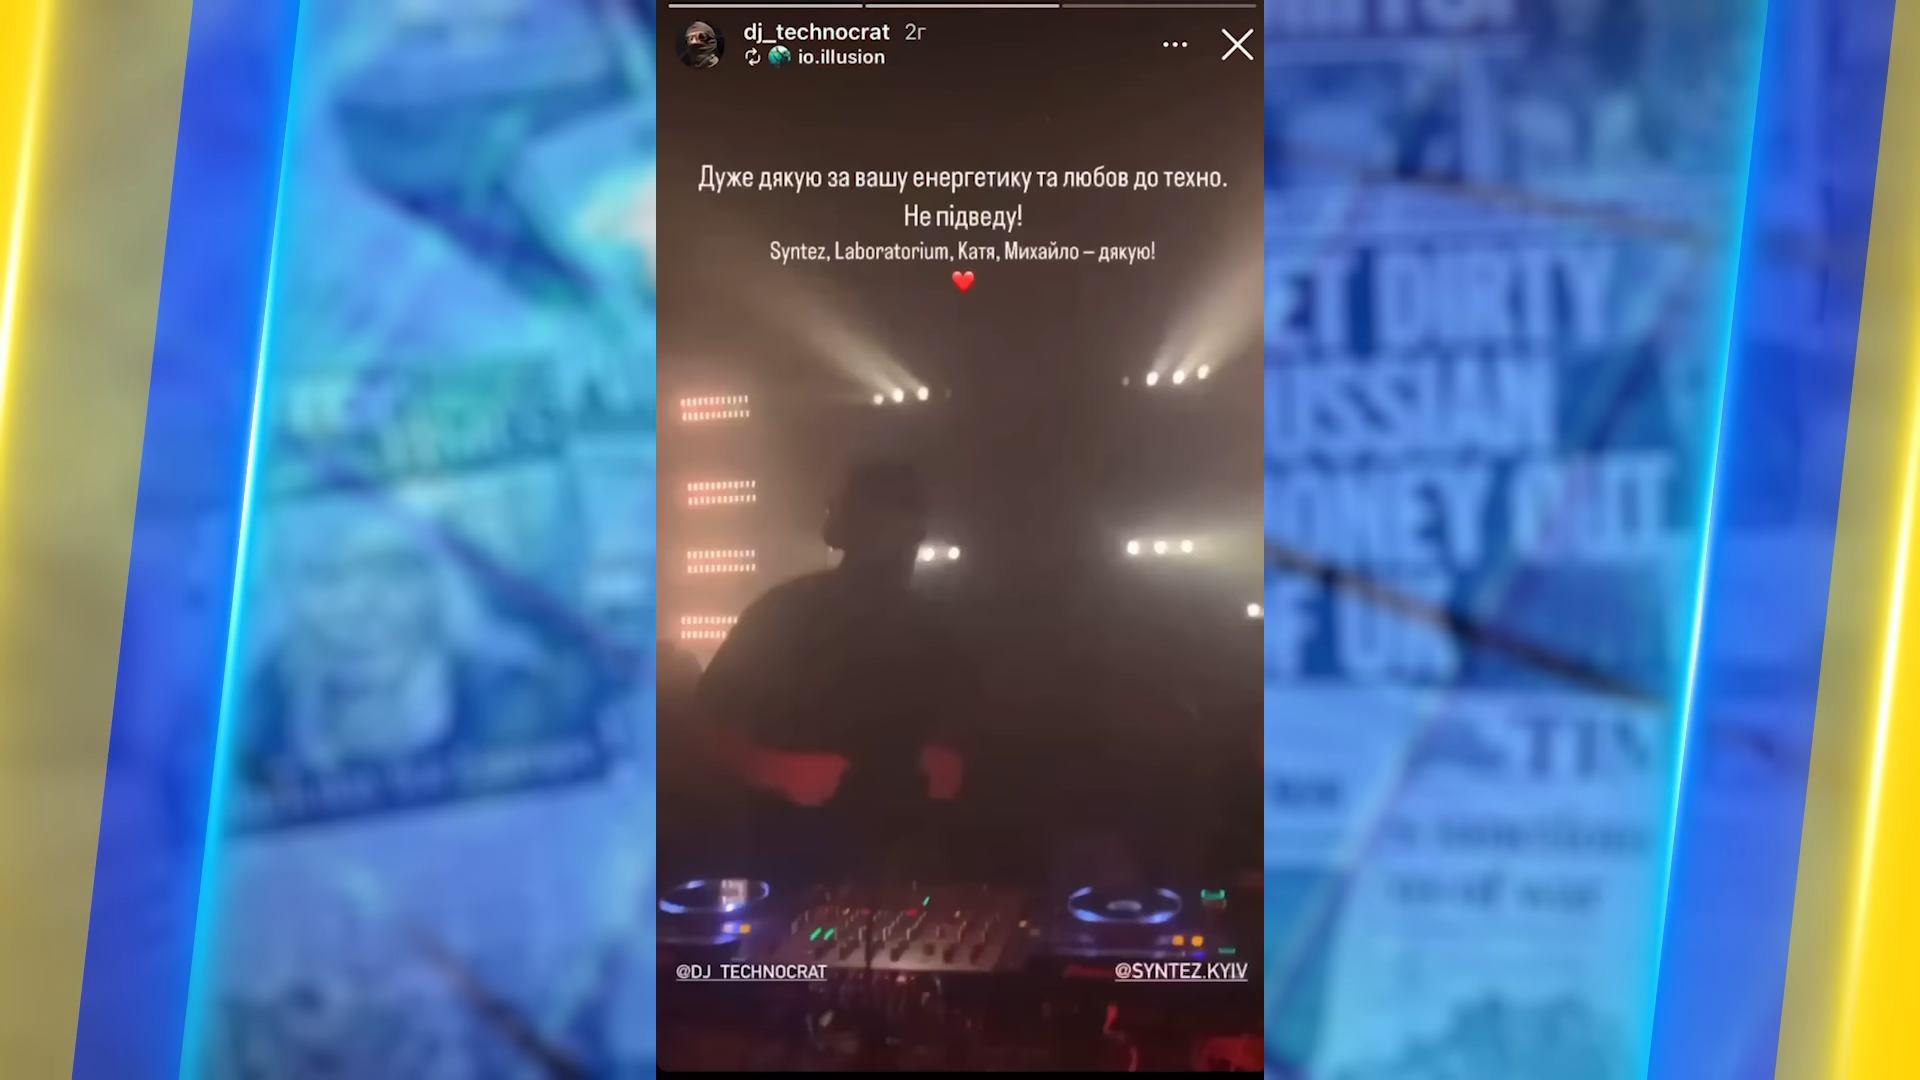 dj_technocrat 2г
io.illusion
Дуже дякую за вашу енергетику та любов до техно.
Не підведу!
Syntez, Laboratorium, Катя, Михайло – дякую!
❤️
@DJ_TECHNOCRAT @SYNTEZ.KYIV
ET DIRTY
USSIAN
ONEY OUT
F UK